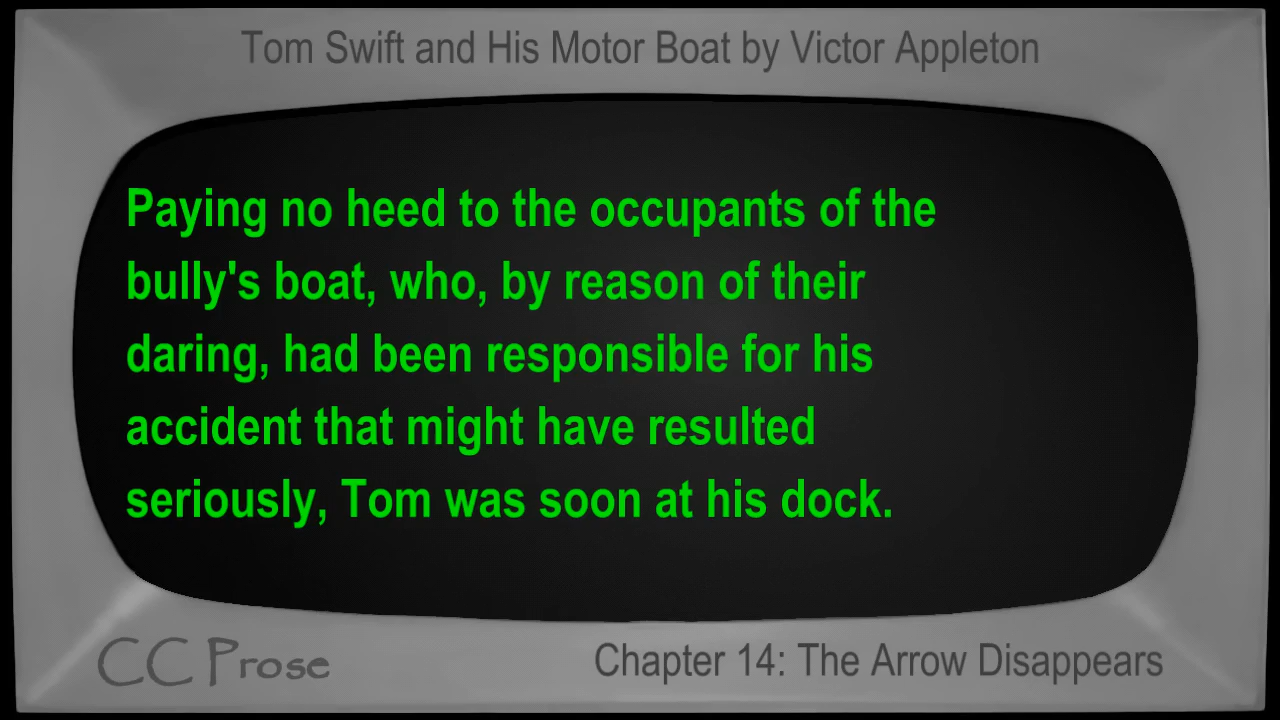 Tom Swift and His Motor Boat by Victor Appleton
Paying no heed to the occupants of the
bully's boat, who, by reason of their
daring, had been responsible for his
accident that might have resulted
seriously, Tom was soon at his dock.
CC Prose
Chapter 14: The Arrow Disappears